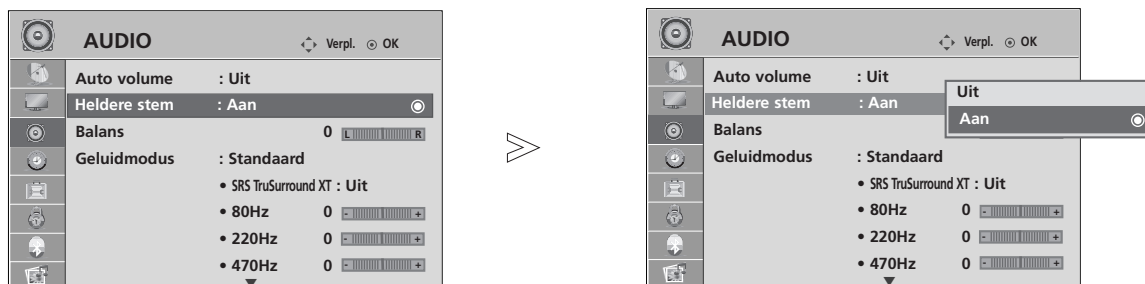 AUDIO Verpl. OK
Auto volume : Uit
Heldere stem : Aan
Balans 0 L R
Geluidmodus : Standaard
• SRS TruSurround XT : Uit
• 80Hz 0 - +
• 220Hz 0 - +
• 470Hz 0 - +
AUDIO Verpl. OK
Auto volume : Uit
Heldere stem : Aan
Balans
Geluidmodus : Standaard
• SRS TruSurround XT : Uit
• 80Hz 0 - +
• 220Hz 0 - +
• 470Hz 0 - +
Uit
Aan